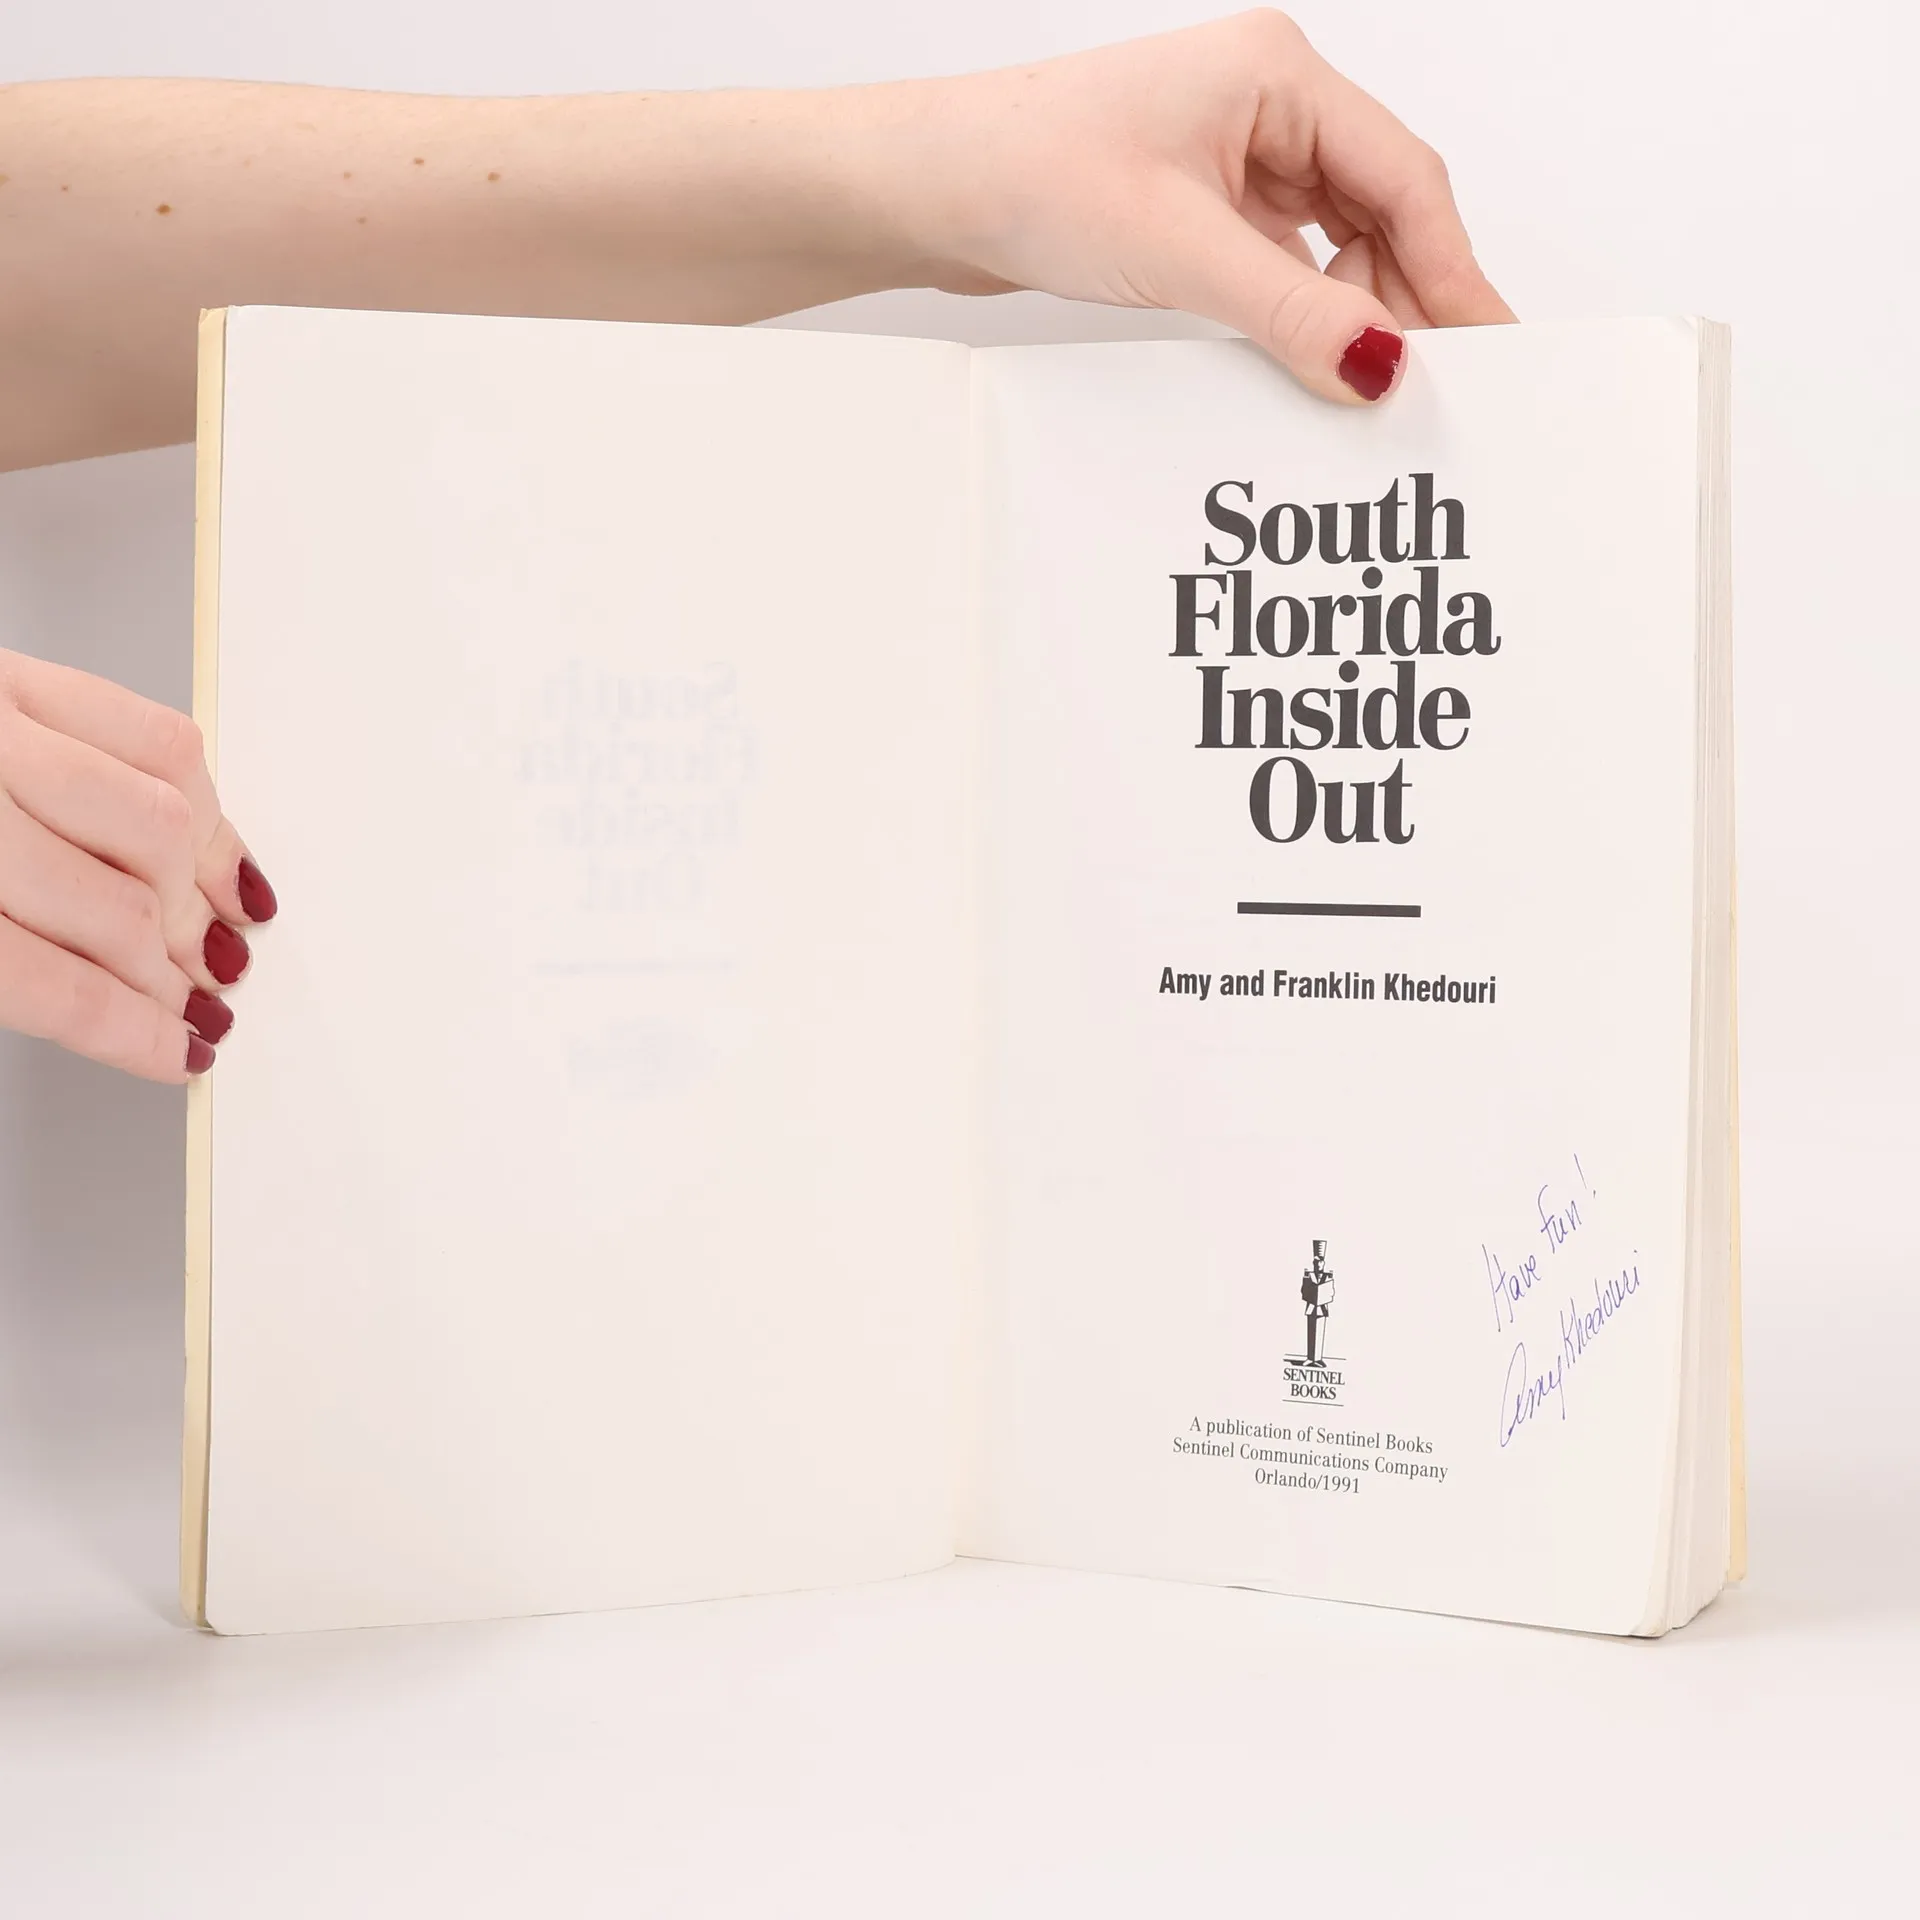 South
Florida
Inside
Out
Amy and Franklin Khedouri
Have Fun!
Amy Khedouri
SENTINEL
BOOKS
A publication of Sentinel Books
Sentinel Communications Company
Orlando/1991